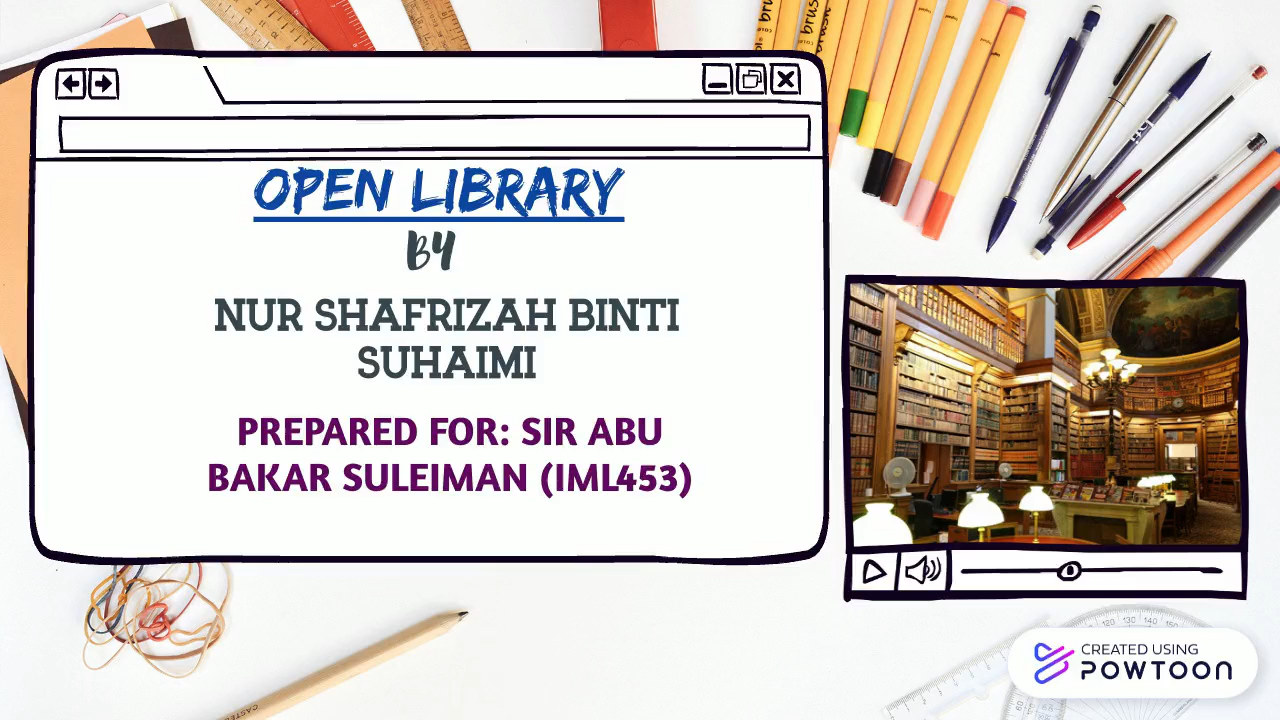 OPEN LIBRARY
BY
NUR SHAFRIZAH BINTI
SUHAIMI
PREPARED FOR: SIR ABU
BAKAR SULEIMAN (IML453)
CREATED USING
POWTOON